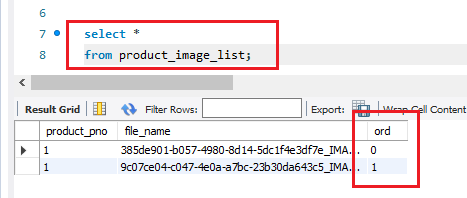 6
7 select *
8 from product_image_list;
Result Grid Filter Rows: Export: Wrap Cell Content
product_pno file_name ord
1 385de901-b057-4980-8d14-5dc1f4e3df7e_IMA... 0
1 9c07ce04-c047-4e0a-a7bc-23b30da643c5_IMA... 1